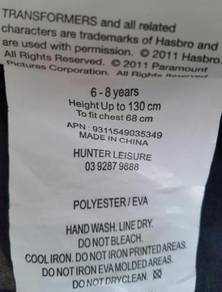 TRANSFORMERS and all related
characters are trademarks of Hasbro and
are used with permission. © 2011 Hasbro.
All Rights Reserved. © 2011 Paramount
Pictures Corporation. All Rights Reserved
6 - 8 years
Height Up to 130 cm
To fit chest 68 cm
APN : 9311549035349
MADE IN CHINA
HUNTER LEISURE
03 9287 9888
POLYESTER / EVA
HAND WASH. LINE DRY.
DO NOT BLEACH.
COOL IRON. DO NOT IRON PRINTED AREAS.
DO NOT IRON EVA MOLDED AREAS.
DO NOT DRYCLEAN.